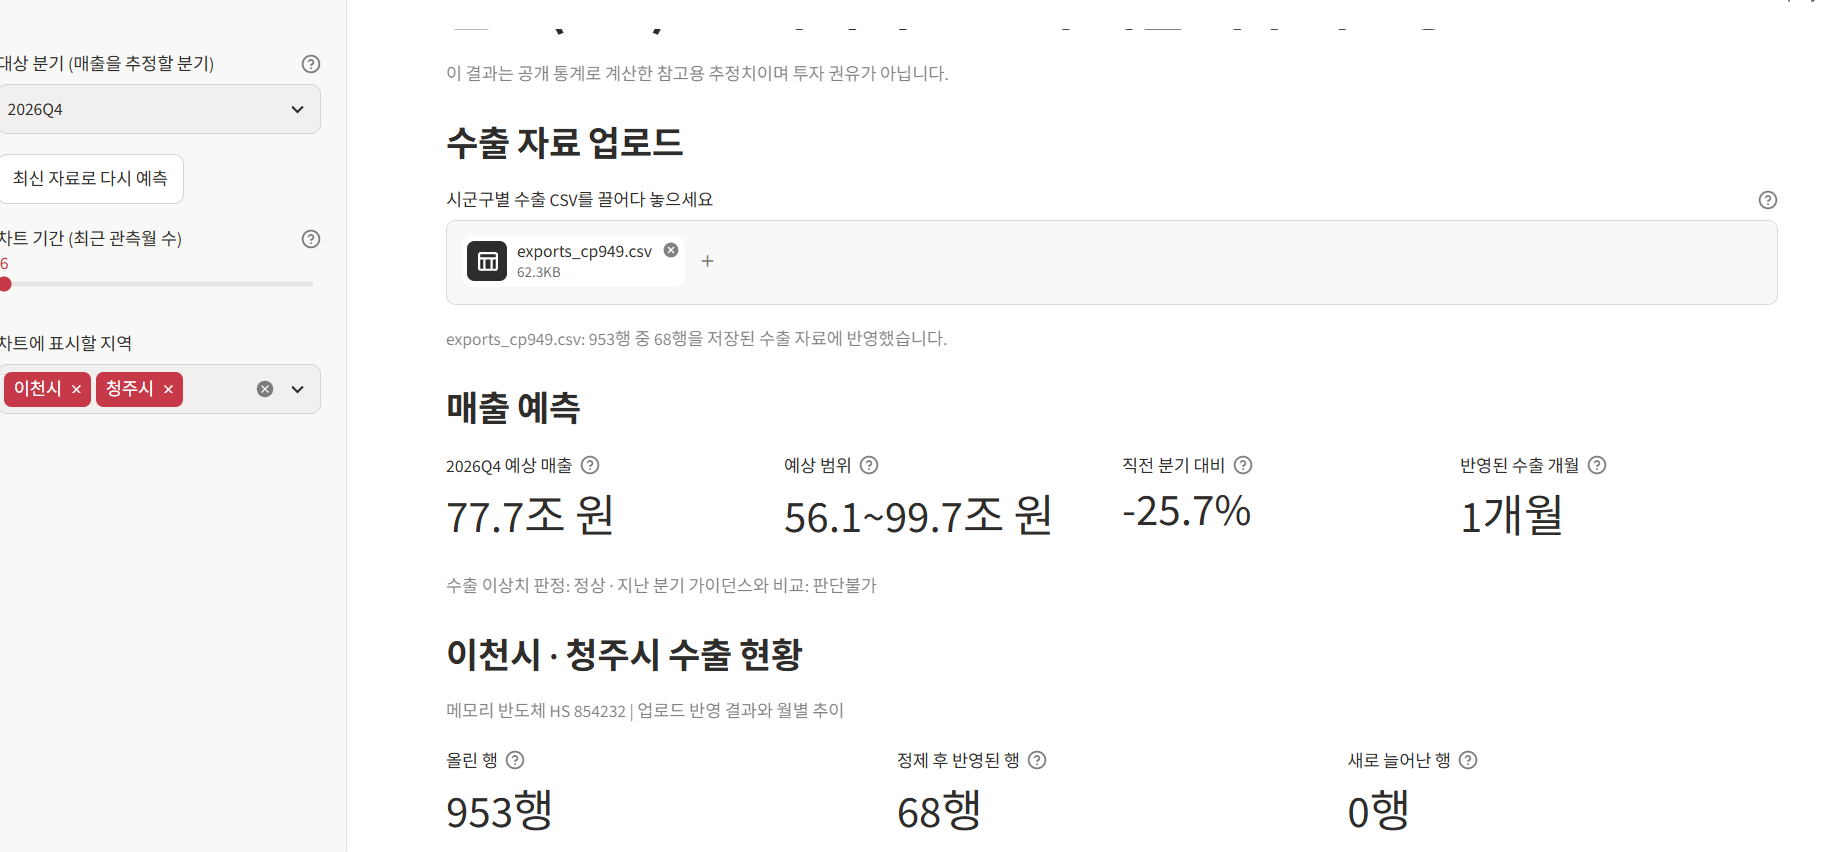 대상 분기 (매출을 추정할 분기)
2026Q4
최신 자료로 다시 예측
차트 기간 (최근 관측월 수)
6
차트에 표시할 지역
이천시 × 청주시 ×
이 결과는 공개 통계로 계산한 참고용 추정치이며 투자 권유가 아닙니다.
수출 자료 업로드
시군구별 수출 CSV를 끌어다 놓으세요
exports_cp949.csv
62.3KB
exports_cp949.csv: 953행 중 68행을 저장된 수출 자료에 반영했습니다.
매출 예측
2026Q4 예상 매출
77.7조 원
예상 범위
56.1~99.7조 원
직전 분기 대비
-25.7%
반영된 수출 개월
1개월
수출 이상치 판정: 정상 · 지난 분기 가이던스와 비교: 판단불가
이천시 · 청주시 수출 현황
메모리 반도체 HS 854232 | 업로드 반영 결과와 월별 추이
올린 행
953행
정제 후 반영된 행
68행
새로 늘어난 행
0행